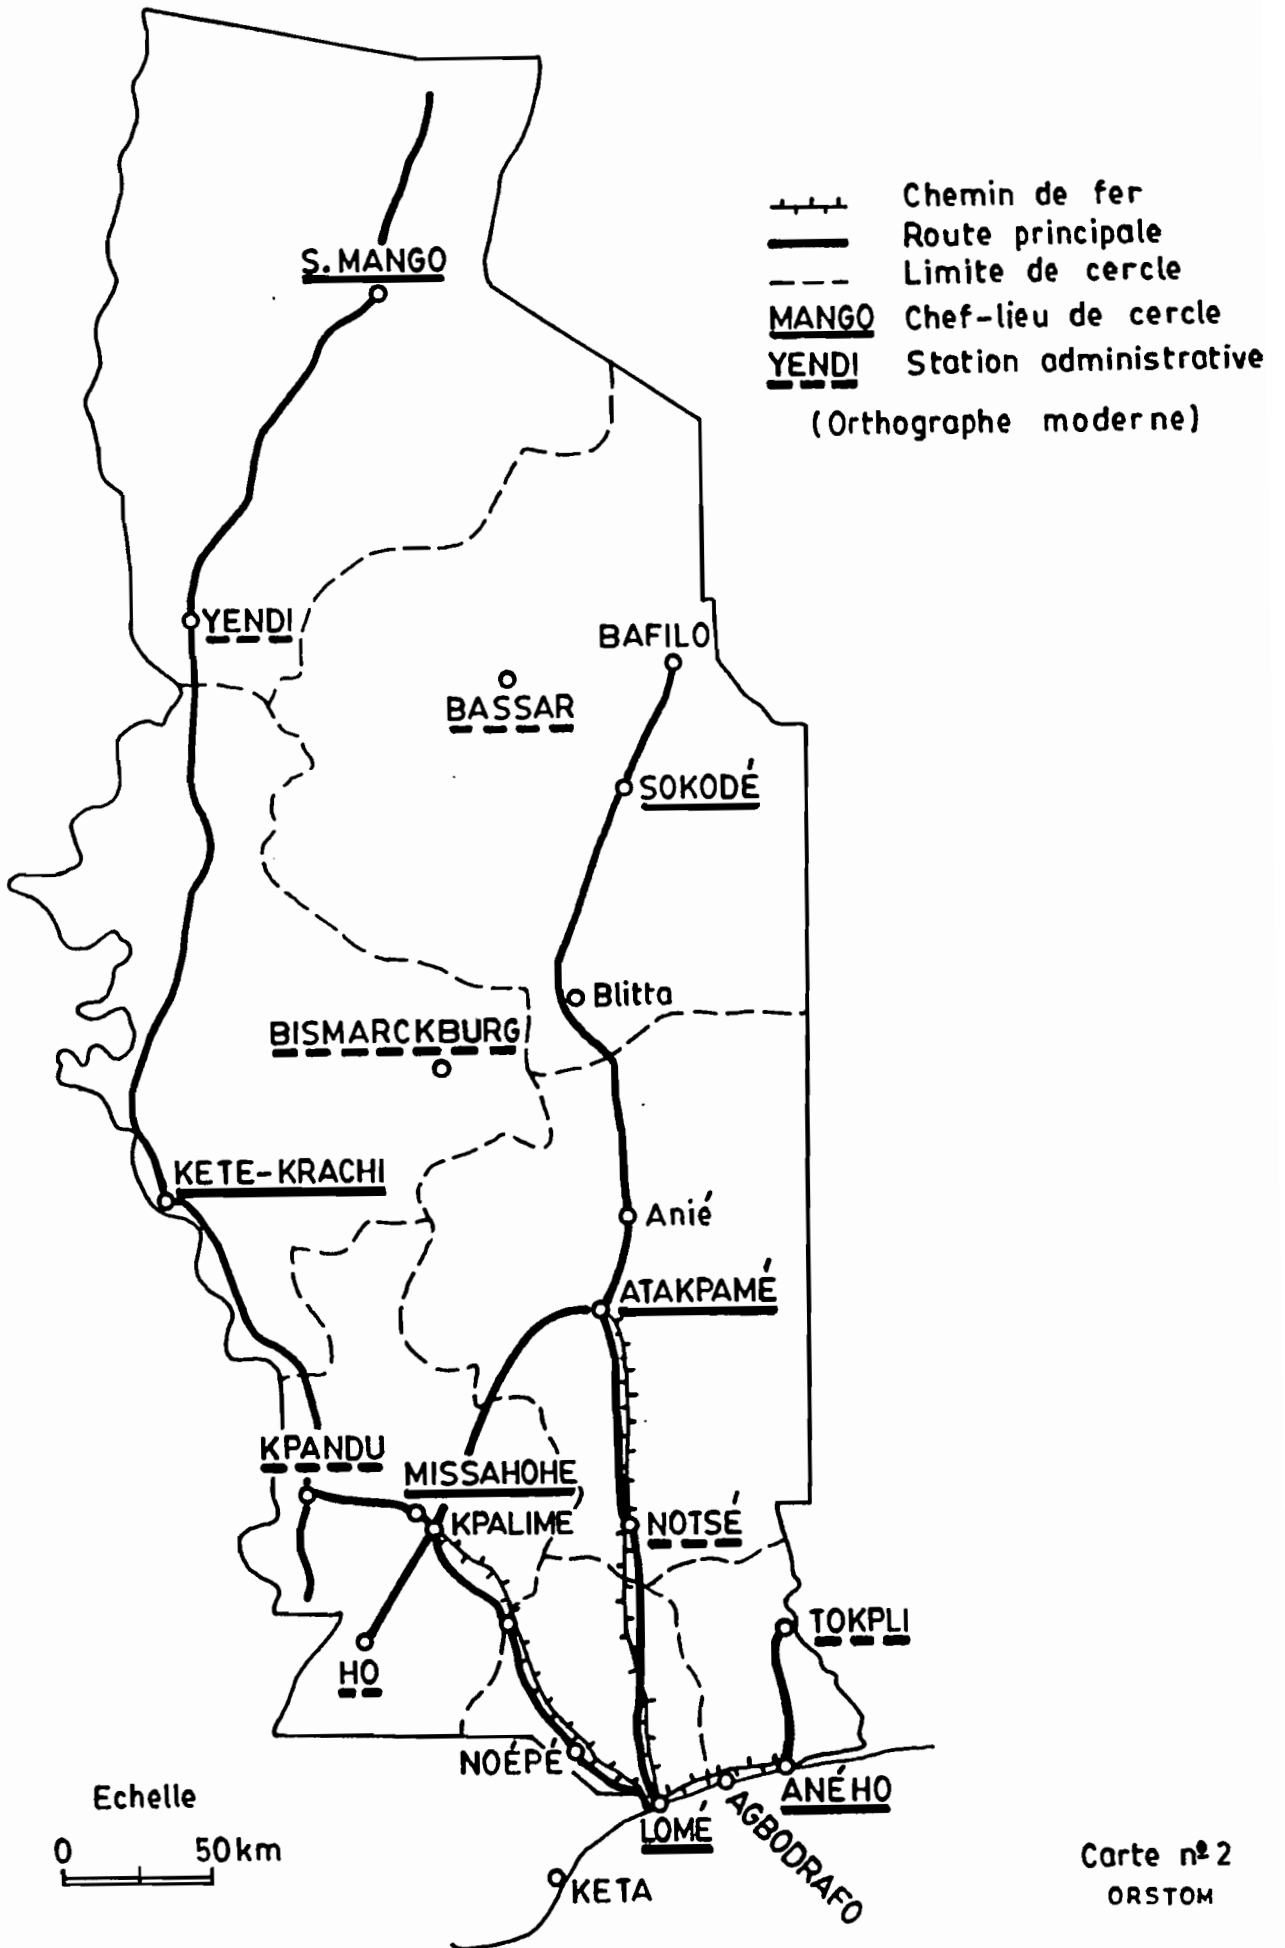 S. MANGO
Chemin de fer
Route principale
Limite de cercle
MANGO Chef-lieu de cercle
YENDI Station administrative
(Orthographe moderne)
YENDI
BAFILO
BASSAR
SOKODÉ
Blitta
BISMARCKBURG
KETE-KRACHI
Anié
ATAKPAMÉ
KPANDU
MISSAHOHE
KPALIME
NOTSÉ
TOKPLI
HO
NOÉPÉ
ANÉHO
LOMÉ
AGBODRAFO
KETA
Echelle
0 50 km
Carte nº 2
ORSTOM